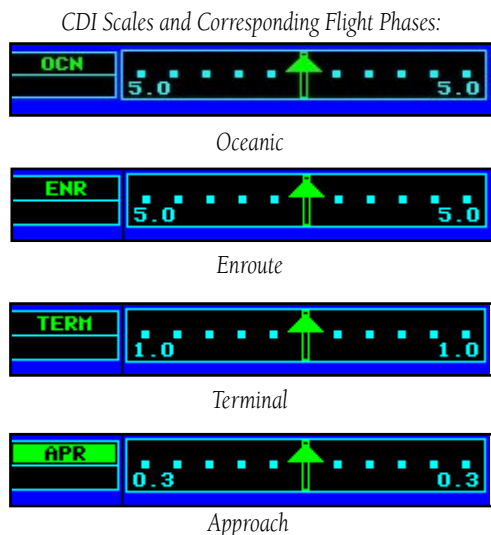 CDI Scales and Corresponding Flight Phases:
OCN
5.0 5.0
Oceanic
ENR
5.0 5.0
Enroute
TERM
1.0 1.0
Terminal
APR
0.3 0.3
Approach